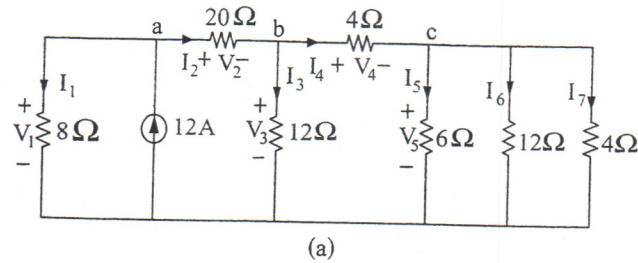 20Ω 4Ω
a b c
I₂ + V₂ − I₄ + V₄ −
I₁ I₃ I₅ I₆ I₇
+ + +
V₁ 8Ω 12A V₃ 12Ω V₅ 6Ω 12Ω 4Ω
− − −
(a)